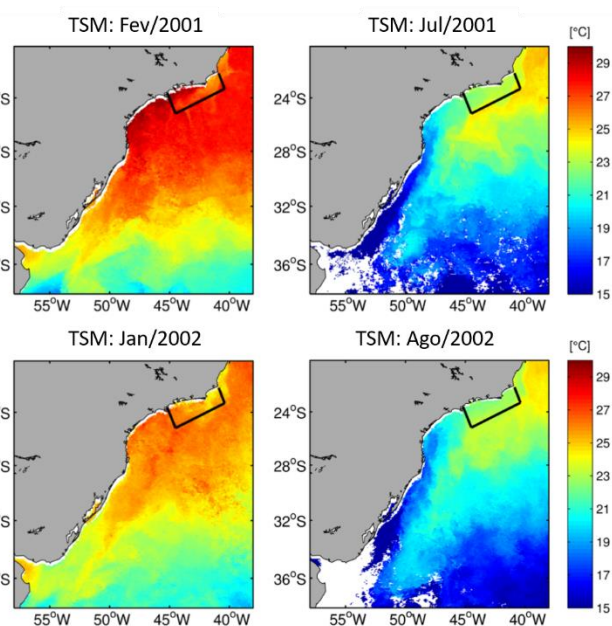 TSM: Fev/2001
TSM: Jul/2001
[°C]
°S
24°S
28°S
32°S
°S
36°S
29
27
25
23
21
19
17
15
55°W 50°W 45°W 40°W
55°W 50°W 45°W 40°W
TSM: Jan/2002
TSM: Ago/2002
[°C]
°S
24°S
°S
28°S
°S
32°S
°S
36°S
29
27
25
23
21
19
17
15
55°W 50°W 45°W 40°W
55°W 50°W 45°W 40°W